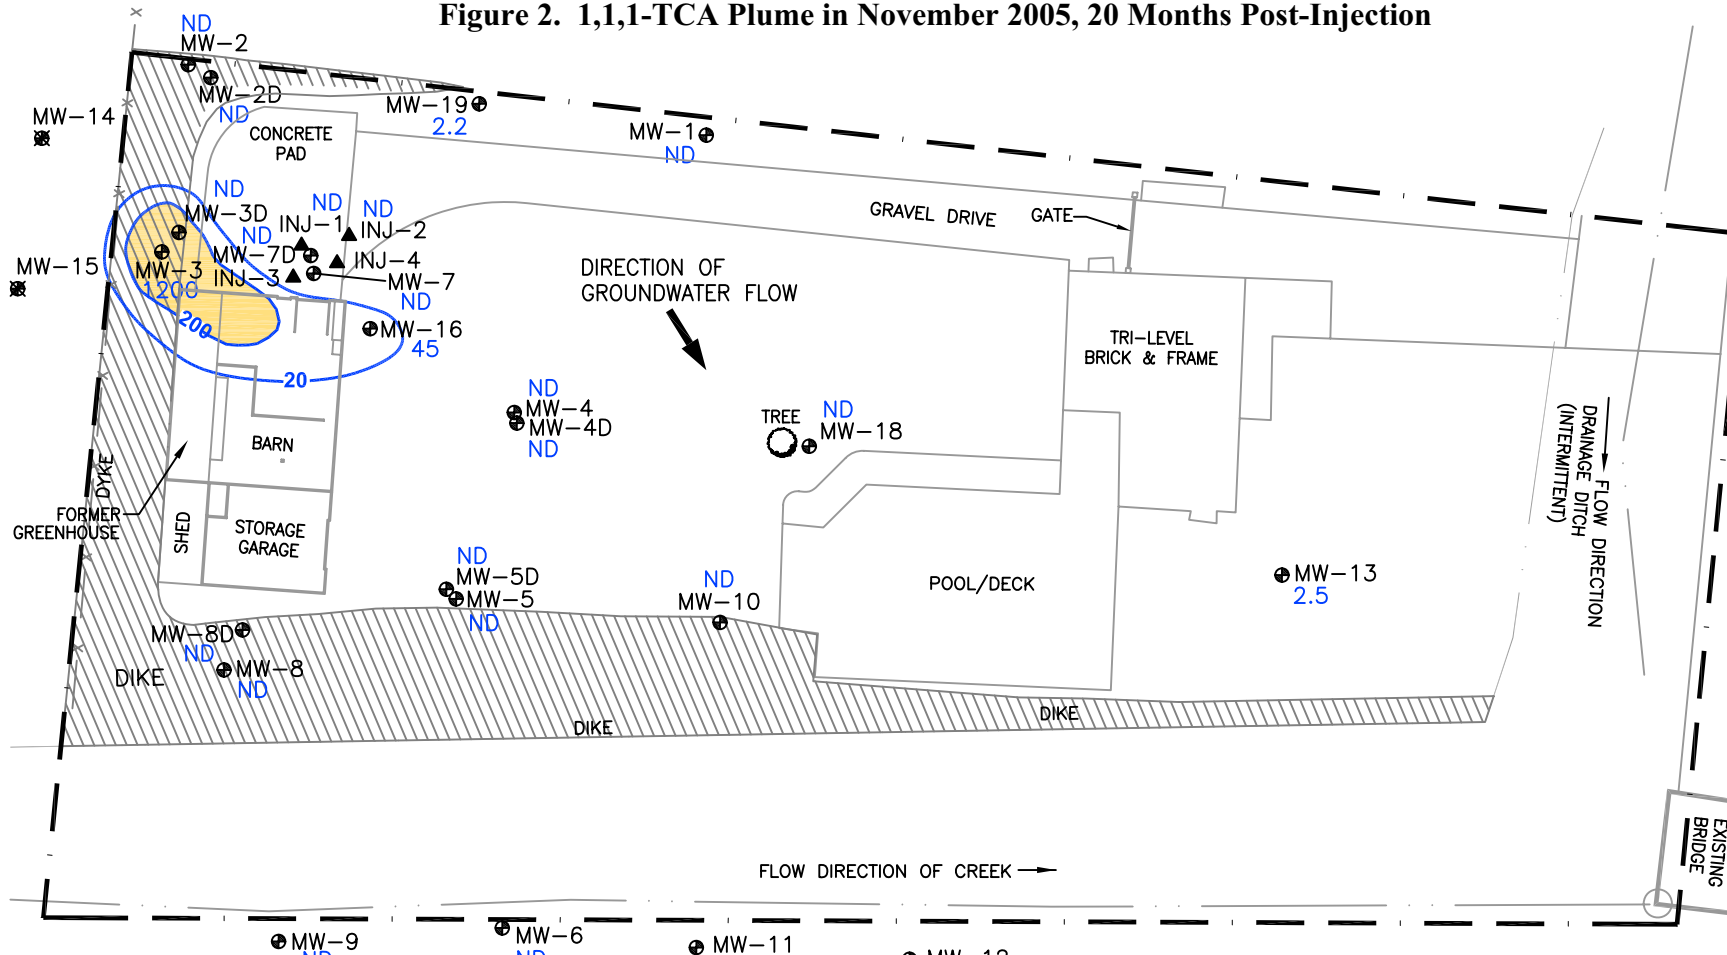 Figure 2. 1,1,1-TCA Plume in November 2005, 20 Months Post-Injection
ND
MW-2
MW-2D
ND
MW-14
MW-19
2.2
MW-1
ND
CONCRETE
PAD
ND
MW-3D
ND
INJ-1
ND
INJ-2
ND
MW-7D
INJ-4
MW-3
1200
INJ-3
MW-7
ND
MW-15
200
MW-16
45
20
GRAVEL DRIVE
GATE
DIRECTION OF
GROUNDWATER FLOW
TRI-LEVEL
BRICK & FRAME
ND
MW-4
MW-4D
ND
TREE
ND
MW-18
BARN
DYKE
FORMER
GREENHOUSE
SHED
STORAGE
GARAGE
FLOW DIRECTION
DRAINAGE DITCH
(INTERMITTENT)
ND
MW-5D
MW-5
ND
ND
MW-10
POOL/DECK
MW-13
2.5
MW-8D
ND
MW-8
ND
DIKE
DIKE
DIKE
EXISTING
BRIDGE
FLOW DIRECTION OF CREEK
MW-9
ND
MW-6
ND
MW-11